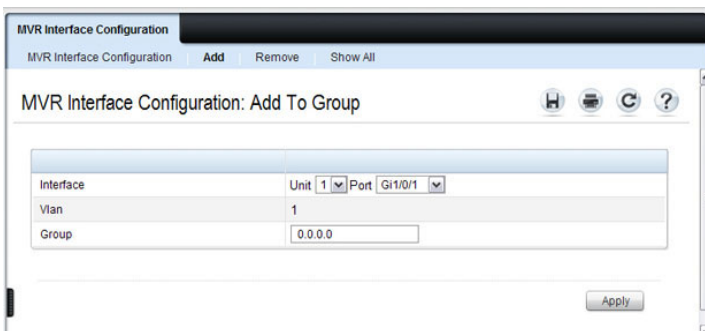 MVR Interface Configuration
MVR Interface Configuration Add Remove Show All
MVR Interface Configuration: Add To Group
?
Interface Unit 1 Port Gi1/0/1
Vlan 1
Group 0.0.0.0
Apply